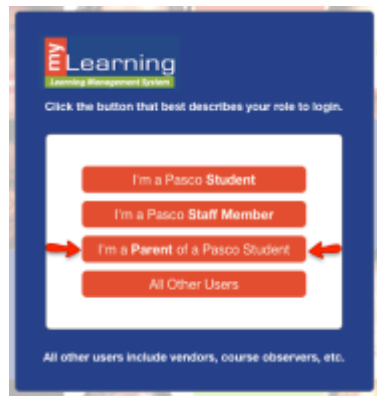 my
Learning
Learning Management System
Click the button that best describes your role to login.
I'm a Pasco Student
I'm a Pasco Staff Member
I'm a Parent of a Pasco Student
All Other Users
All other users include vendors, course observers, etc.